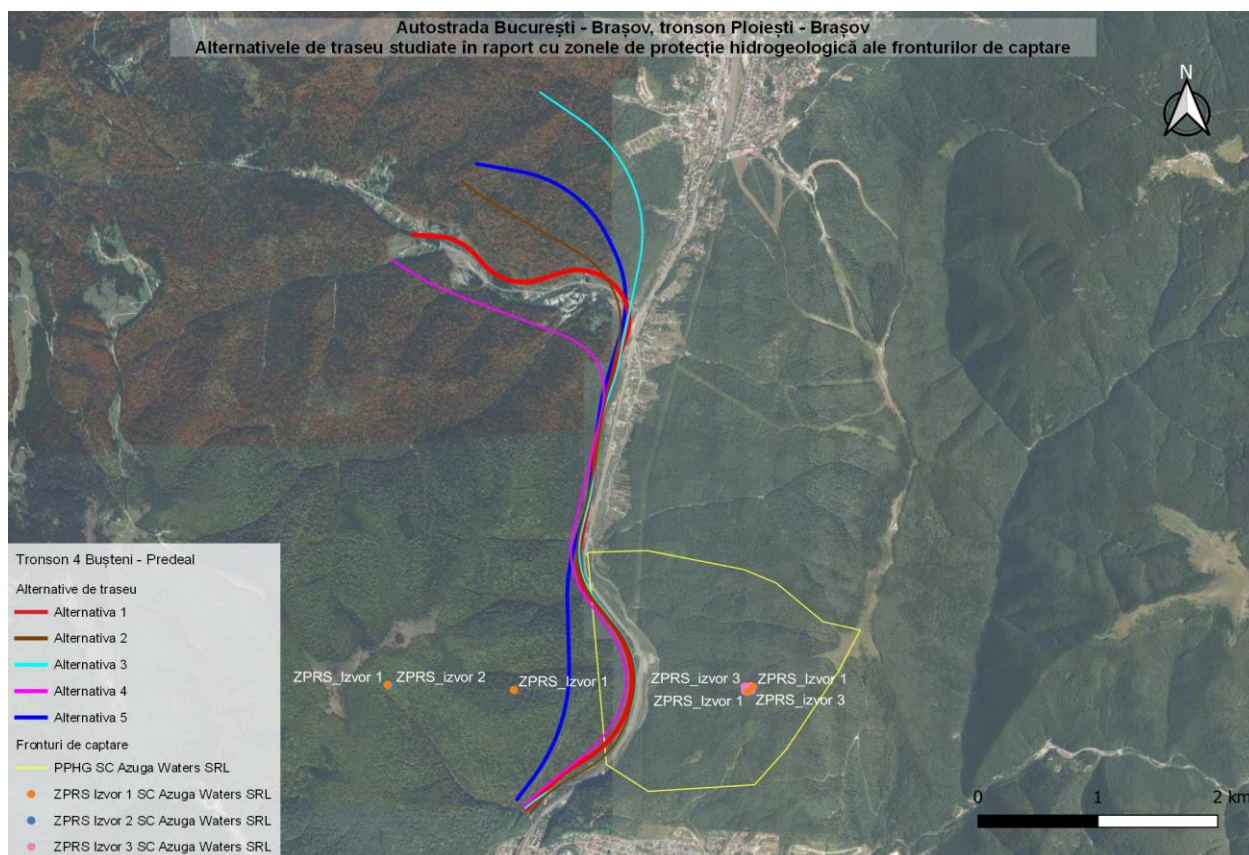 Autostrada București - Brașov, tronson Ploiești - Brașov
Alternativele de traseu studiate în raport cu zonele de protecție hidrogeologică ale fronturilor de captare
N
Tronson 4 Bușteni - Predeal
Alternative de traseu
Alternativa 1
Alternativa 2
Alternativa 3
Alternativa 4
Alternativa 5
Fronturi de captare
PPHG SC Azuga Waters SRL
ZPRS Izvor 1 SC Azuga Waters SRL
ZPRS Izvor 2 SC Azuga Waters SRL
ZPRS Izvor 3 SC Azuga Waters SRL
ZPRS_Izvor 1
ZPRS_izvor 2
ZPRS_Izvor 1
ZPRS_izvor 3
ZPRS_Izvor 1
ZPRS_Izvor 1
ZPRS_izvor 3
0 1 2 km